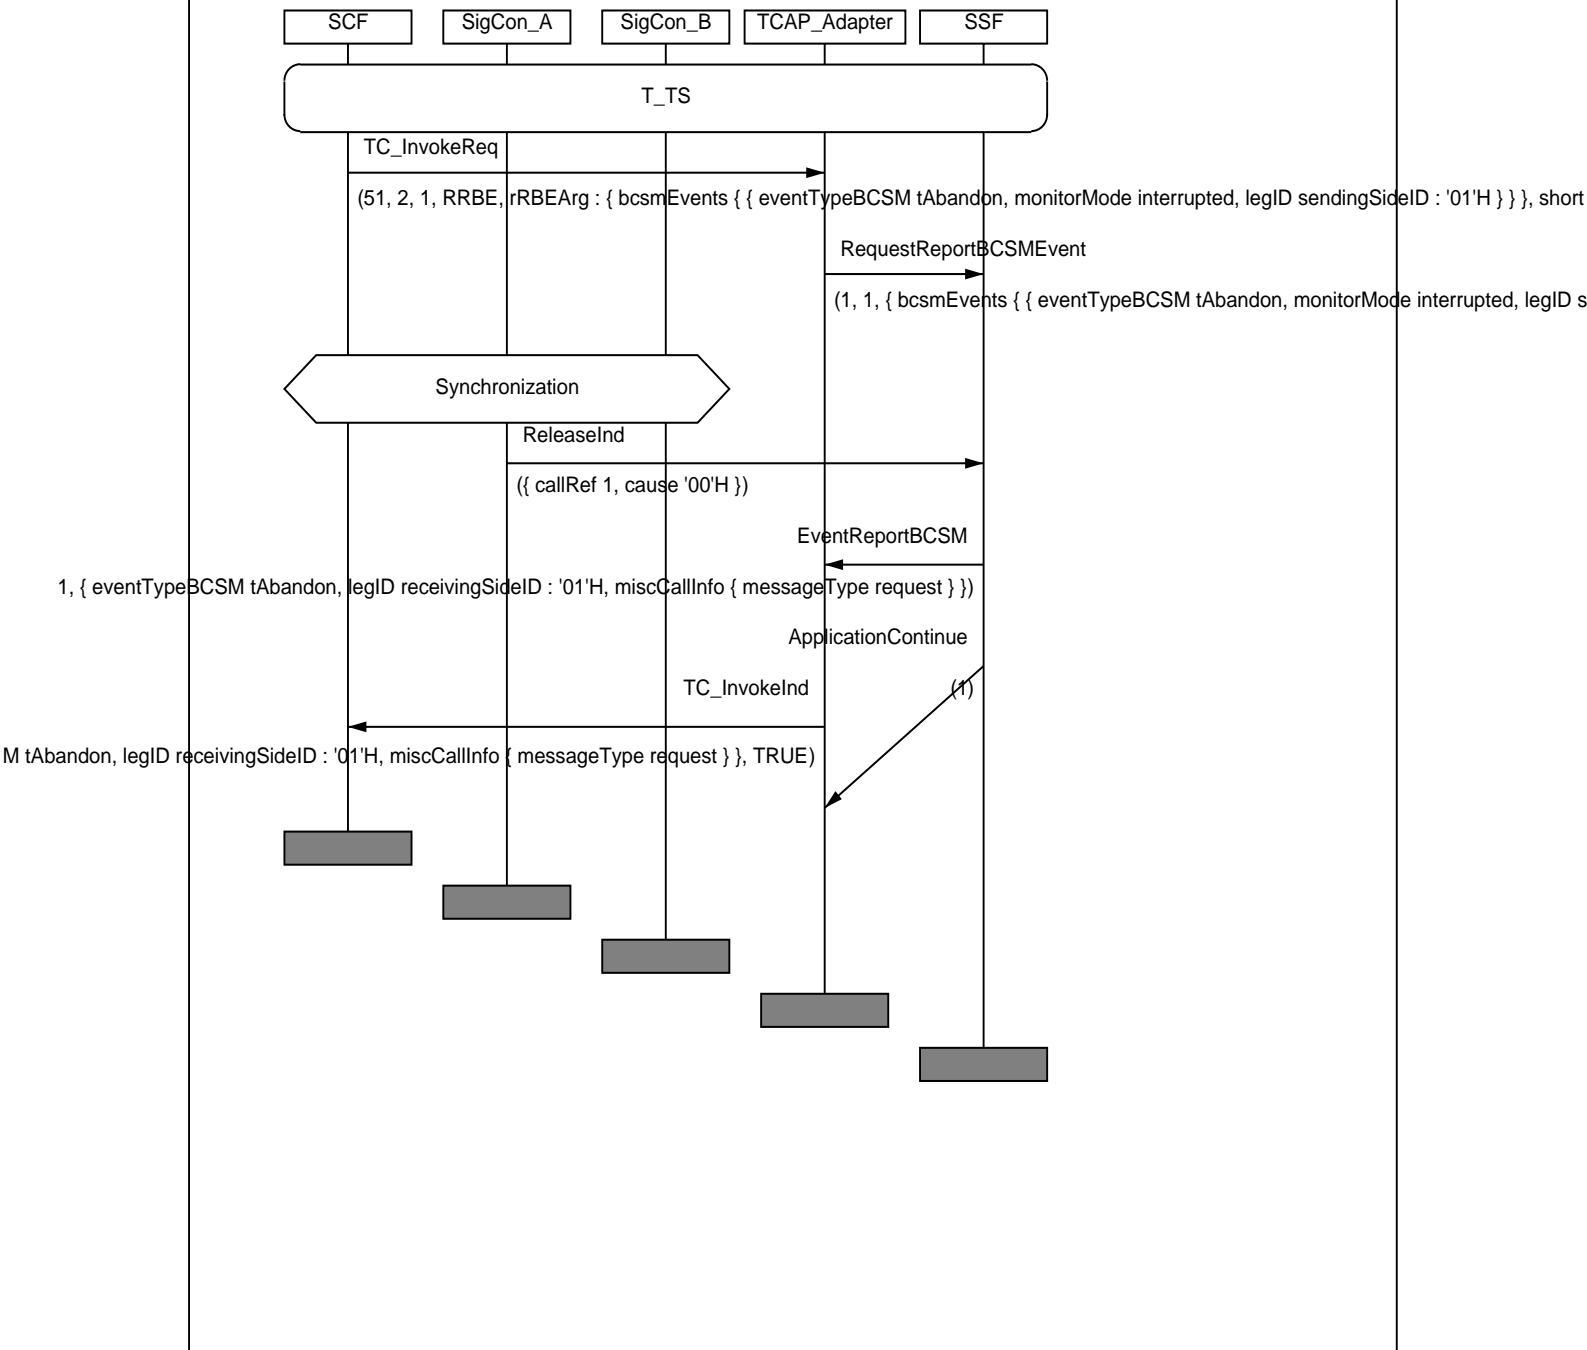 SCF SigCon_A SigCon_B TCAP_Adapter SSF
T_TS
TC_InvokeReq
(51, 2, 1, RRBE, rRBEArg : { bcsmEvents { { eventTypeBCSM tAbandon, monitorMode interrupted, legID sendingSideID : '01'H } } }, short
RequestReportBCSMEvent
(1, 1, { bcsmEvents { { eventTypeBCSM tAbandon, monitorMode interrupted, legID s
Synchronization
ReleaseInd
({ callRef 1, cause '00'H })
EventReportBCSM
1, { eventTypeBCSM tAbandon, legID receivingSideID : '01'H, miscCallInfo { messageType request } })
ApplicationContinue
TC_InvokeInd (1)
M tAbandon, legID receivingSideID : '01'H, miscCallInfo { messageType request } }, TRUE)